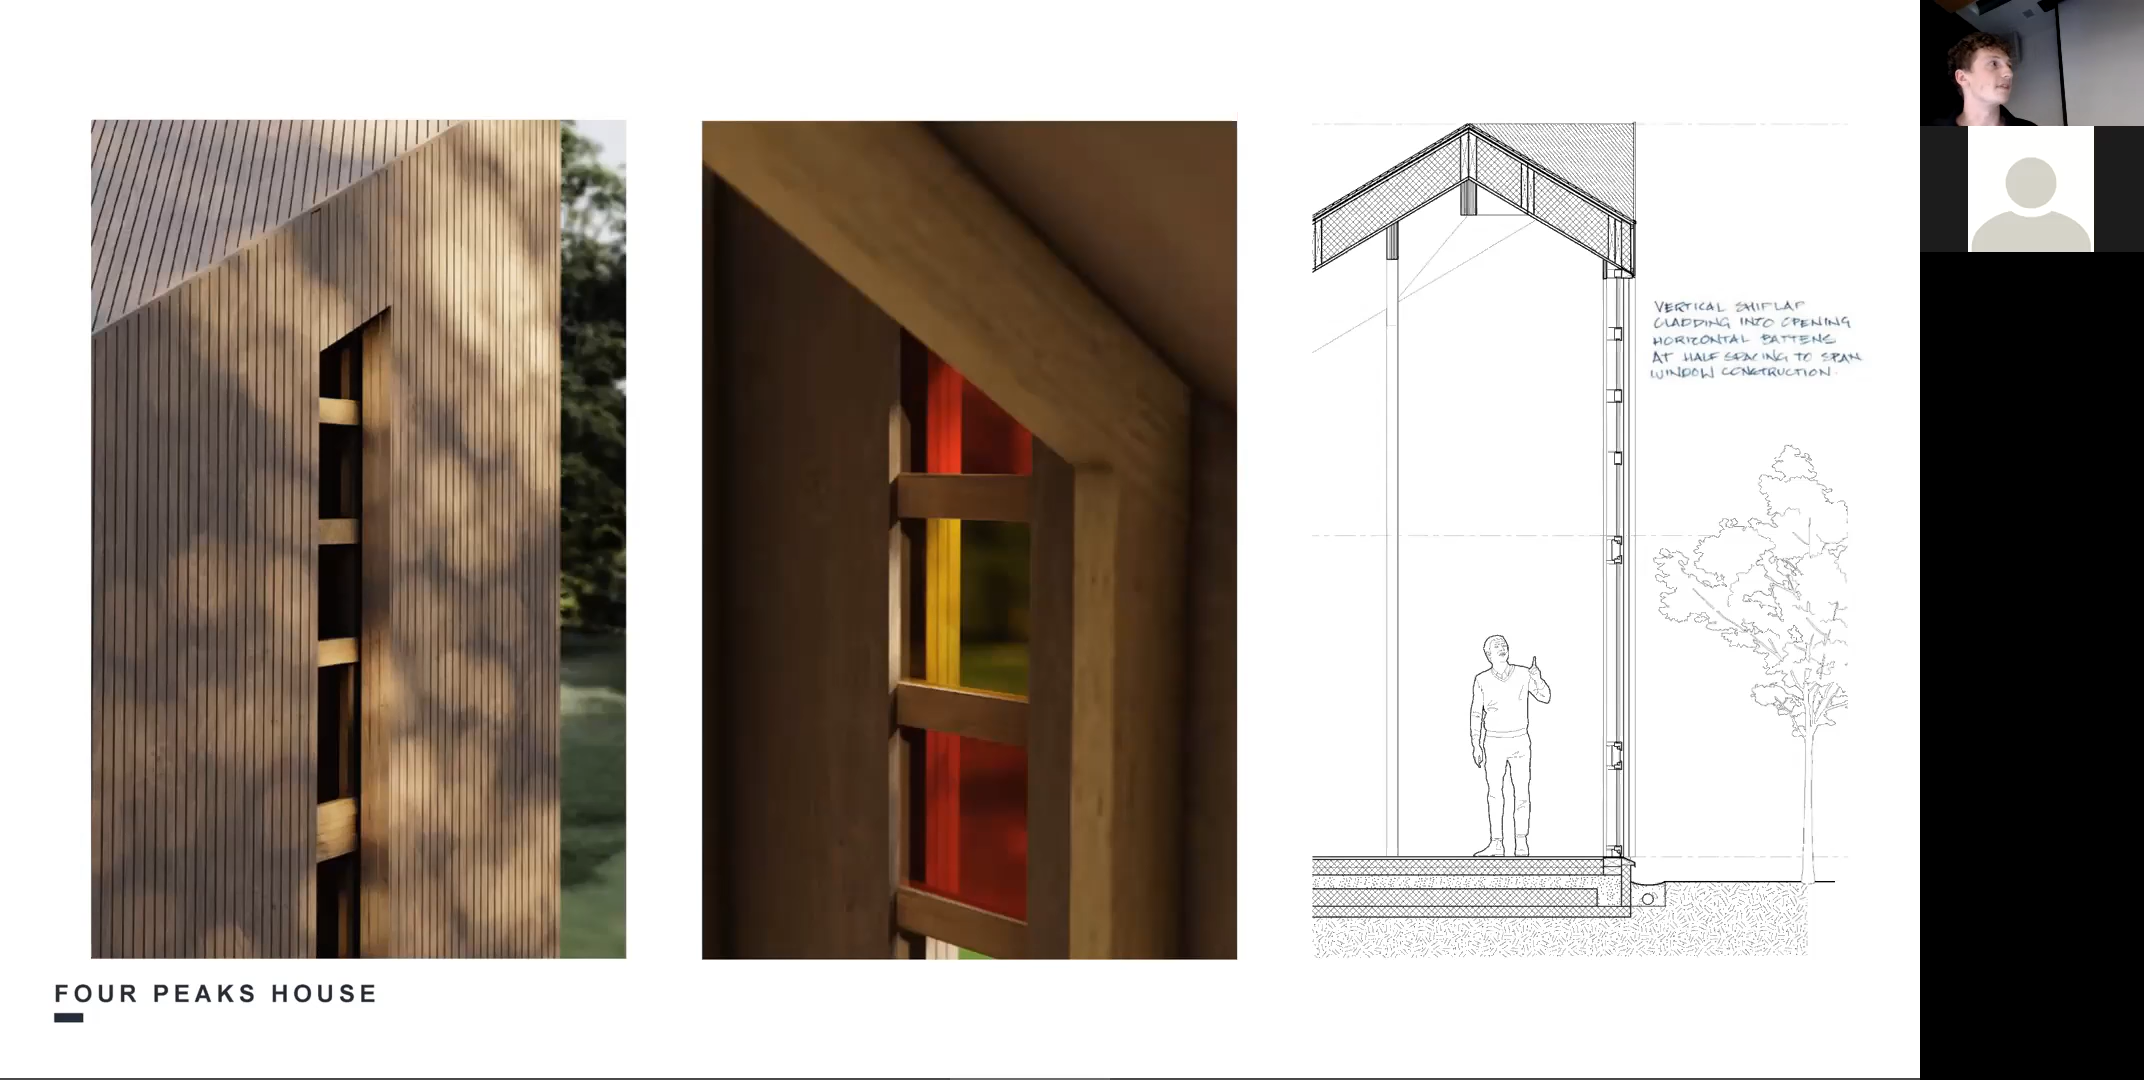 VERTICAL SHIPLAP
CLADDING INTO OPENING
HORIZONTAL BATTENS
AT HALF SPACING TO SPAN
WINDOW CONSTRUCTION.
FOUR PEAKS HOUSE